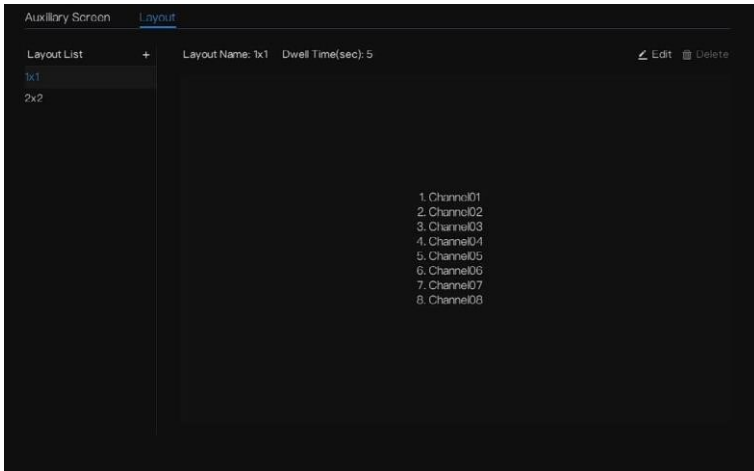 Auxiliary Screen Layout
Layout List + Layout Name: 1x1 Dwell Time(sec): 5 Edit Delete
1x1
2x2
1. Channel01
2. Channel02
3. Channel03
4. Channel04
5. Channel05
6. Channel06
7. Channel07
8. Channel08